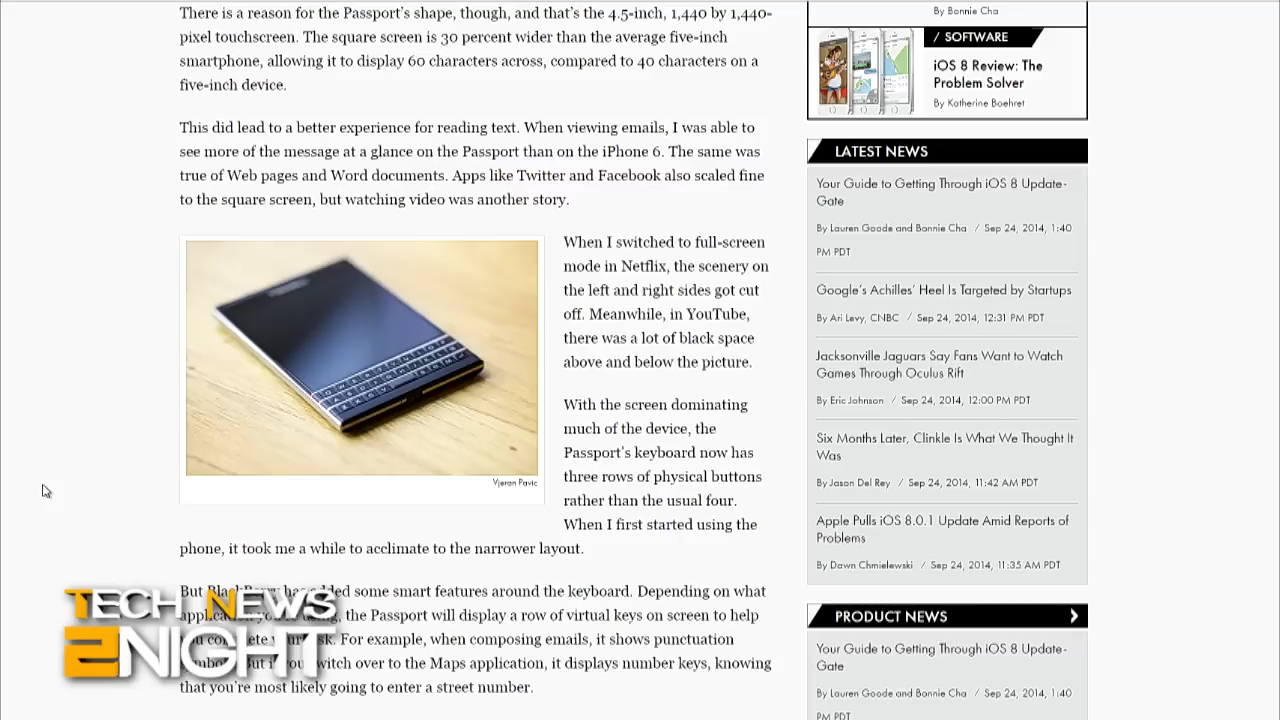 There is a reason for the Passport's shape, though, and that's the 4.5-inch, 1,440 by 1,440-
pixel touchscreen. The square screen is 30 percent wider than the average five-inch
smartphone, allowing it to display 60 characters across, compared to 40 characters on a
five-inch device.
This did lead to a better experience for reading text. When viewing emails, I was able to
see more of the message at a glance on the Passport than on the iPhone 6. The same was
true of Web pages and Word documents. Apps like Twitter and Facebook also scaled fine
to the square screen, but watching video was another story.
When I switched to full-screen
mode in Netflix, the scenery on
the left and right sides got cut
off. Meanwhile, in YouTube,
there was a lot of black space
above and below the picture.
Vjeran Pavic
With the screen dominating
much of the device, the
Passport's keyboard now has
three rows of physical buttons
rather than the usual four.
When I first started using the
phone, it took me a while to acclimate to the narrower layout.
But some smart features around the keyboard. Depending on what
the Passport will display a row of virtual keys on screen to help
For example, when composing emails, it shows punctuation
switch over to the Maps application, it displays number keys, knowing
that you're most likely going to enter a street number.
TECH NEWS
2NIGHT
By Bonnie Cha
/ SOFTWARE
iOS 8 Review: The
Problem Solver
By Katherine Boehret
LATEST NEWS
Your Guide to Getting Through iOS 8 Update-
Gate
By Lauren Goode and Bonnie Cha / Sep 24, 2014, 1:40
PM PDT
Google's Achilles' Heel Is Targeted by Startups
By Ari Levy, CNBC / Sep 24, 2014, 12:31 PM PDT
Jacksonville Jaguars Say Fans Want to Watch
Games Through Oculus Rift
By Eric Johnson / Sep 24, 2014, 12:00 PM PDT
Six Months Later, Clinkle Is What We Thought It
Was
By Jason Del Rey / Sep 24, 2014, 11:42 AM PDT
Apple Pulls iOS 8.0.1 Update Amid Reports of
Problems
By Dawn Chmielewski / Sep 24, 2014, 11:35 AM PDT
PRODUCT NEWS
Your Guide to Getting Through iOS 8 Update-
Gate
By Lauren Goode and Bonnie Cha / Sep 24, 2014, 1:40
PM PDT